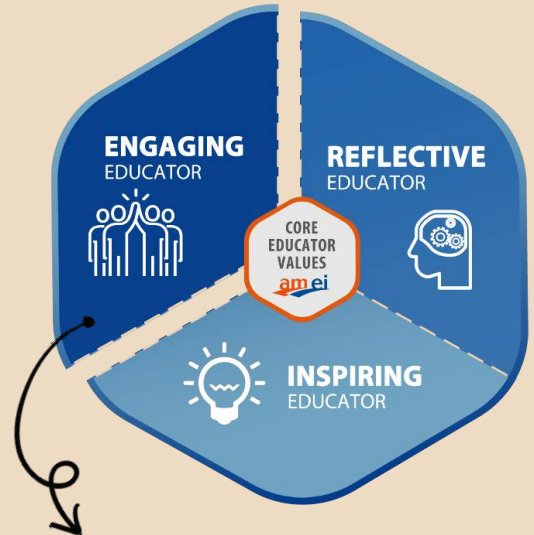 ENGAGING
EDUCATOR
REFLECTIVE
EDUCATOR
CORE
EDUCATOR
VALUES
amei
INSPIRING
EDUCATOR